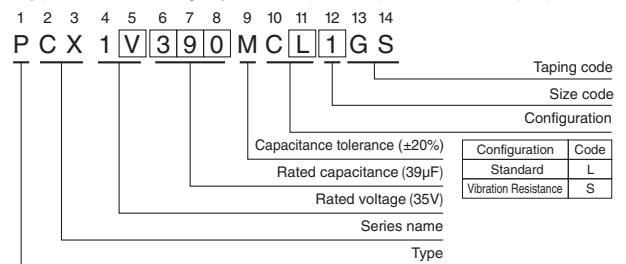 1 2 3 4 5 6 7 8 9 10 11 12 13 14
P C X 1 V 3 9 0 M C L 1 G S
Taping code
Size code
Configuration
Capacitance tolerance (±20%)
Rated capacitance (39µF)
Rated voltage (35V)
Series name
Type
Configuration Code
Standard L
Vibration Resistance S